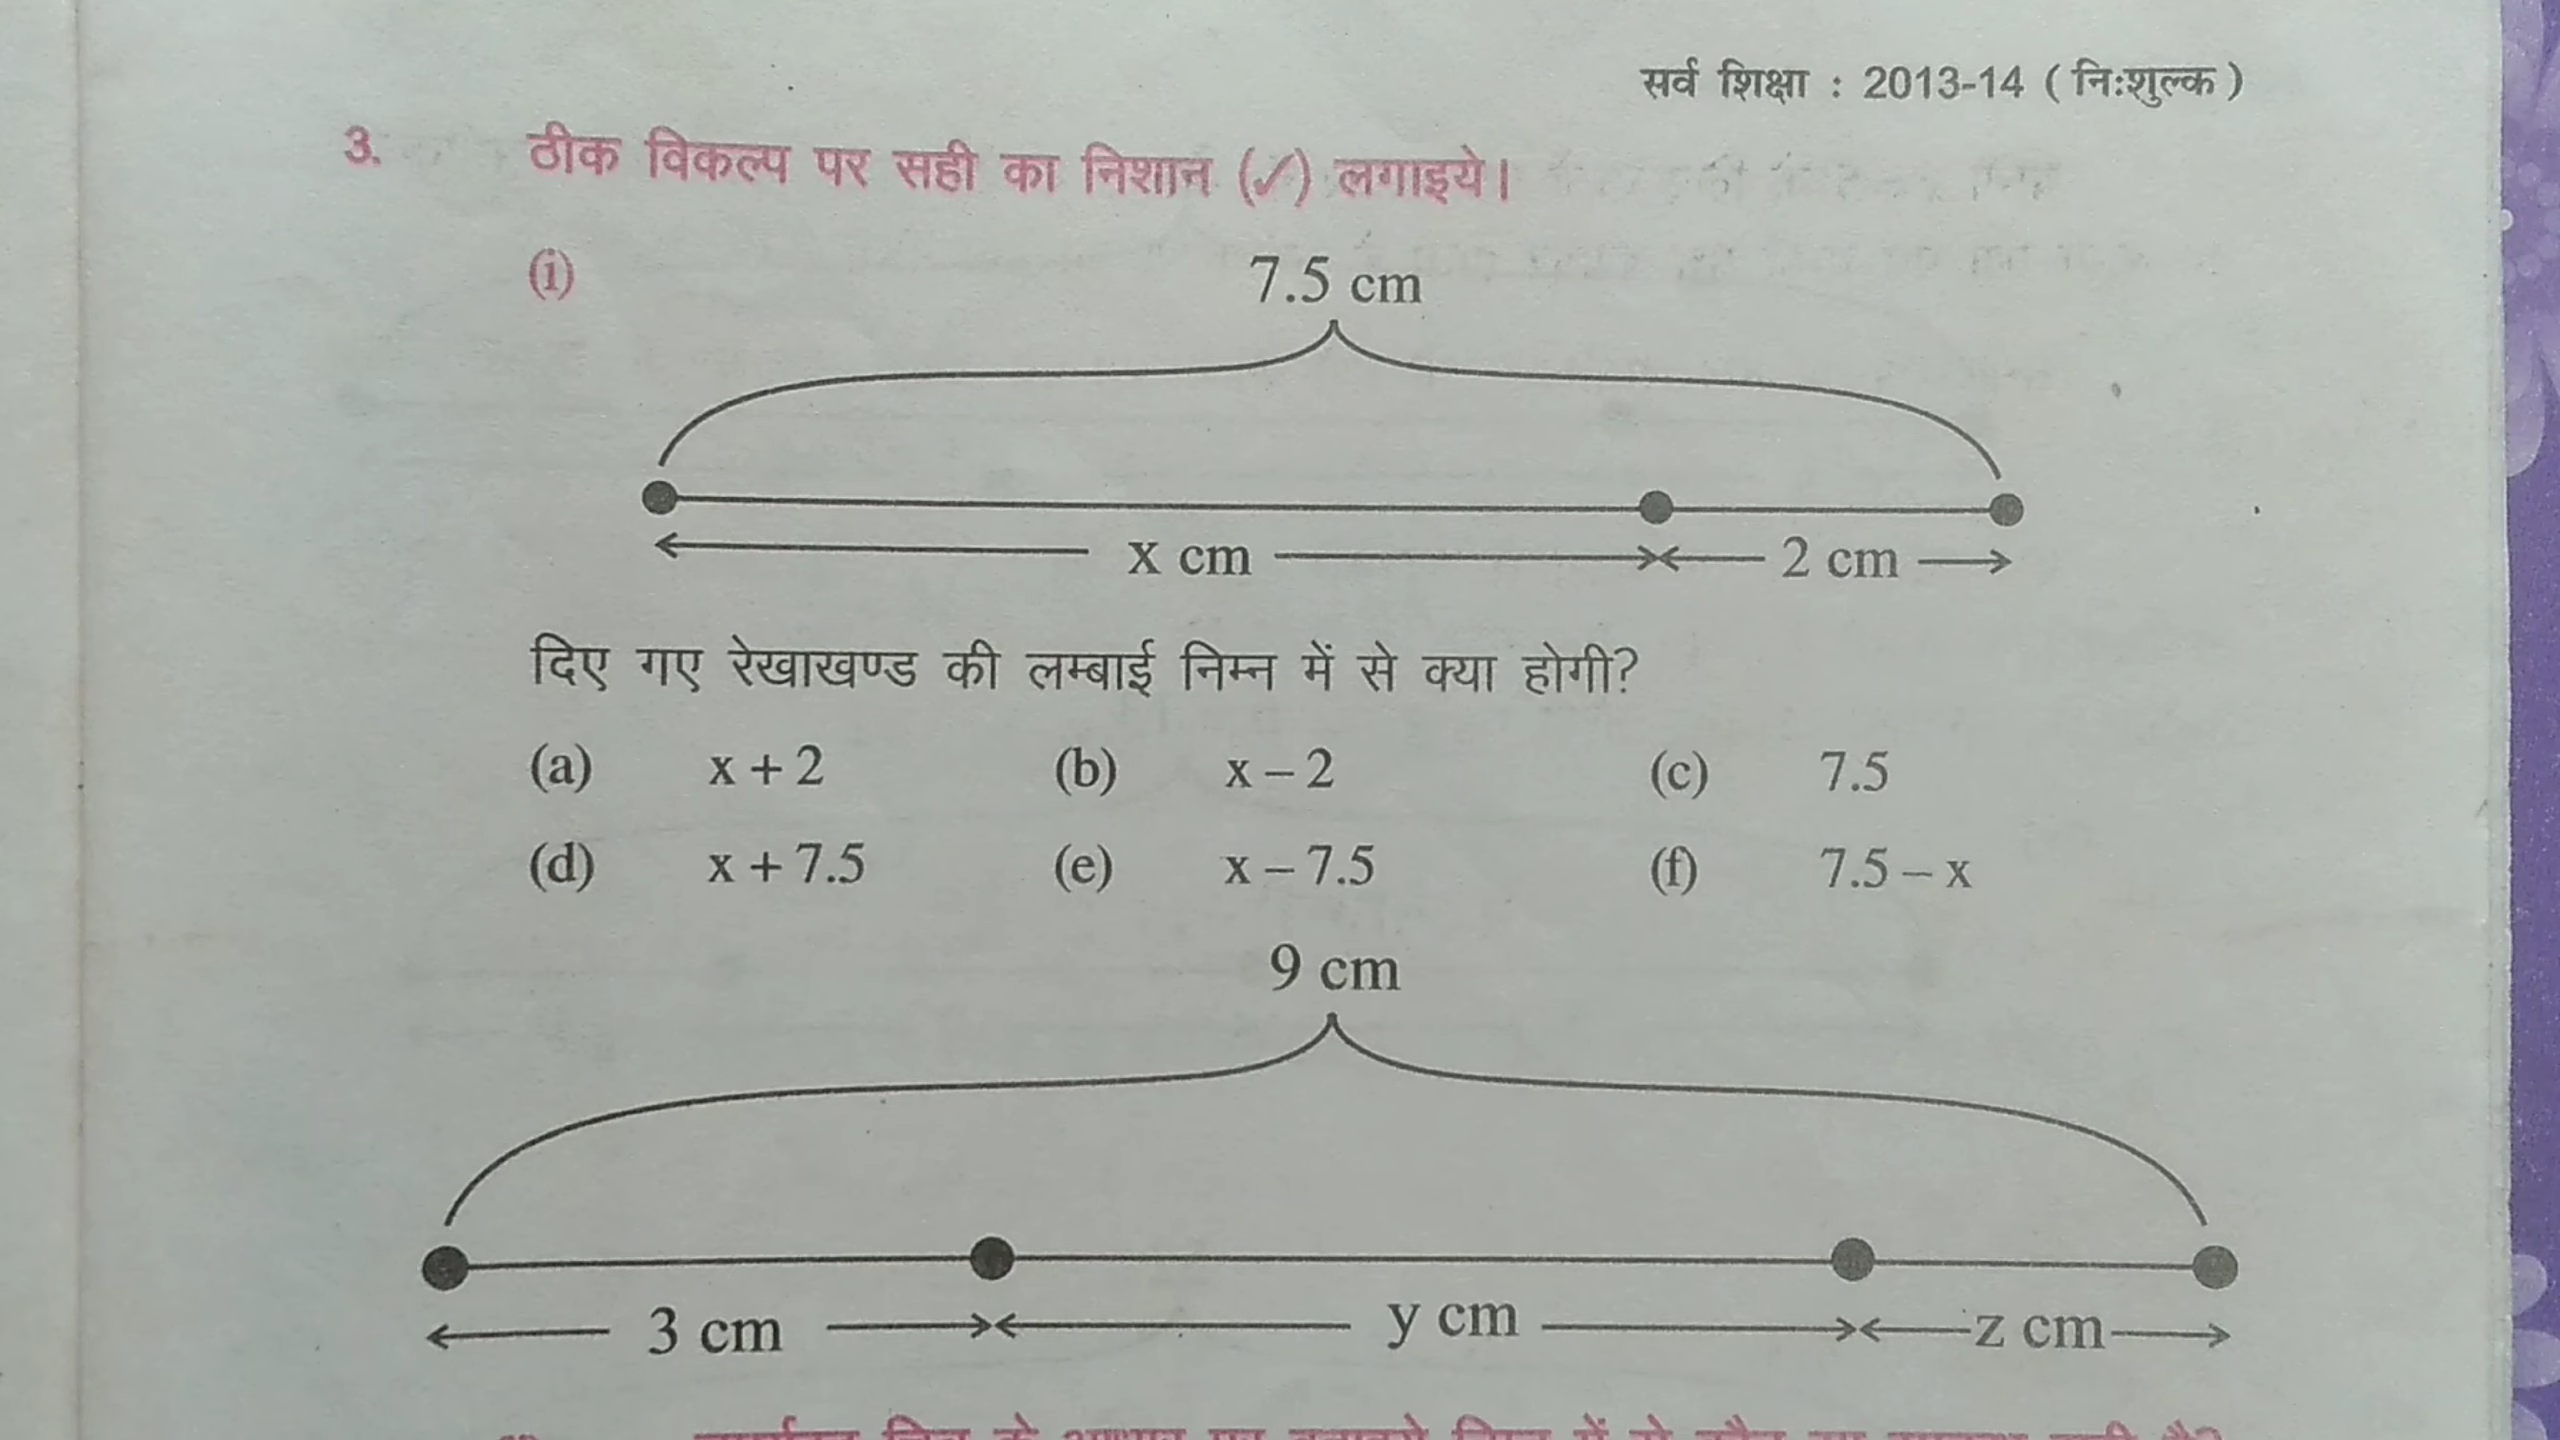 सर्व शिक्षा : 2013-14 ( निःशुल्क )
3. ठीक विकल्प पर सही का निशान (✓) लगाइये।
(i)
7.5 cm
x cm 2 cm
दिए गए रेखाखण्ड की लम्बाई निम्न में से क्या होगी?
(a) x + 2 (b) x – 2 (c) 7.5
(d) x + 7.5 (e) x – 7.5 (f) 7.5 – x
9 cm
3 cm y cm z cm